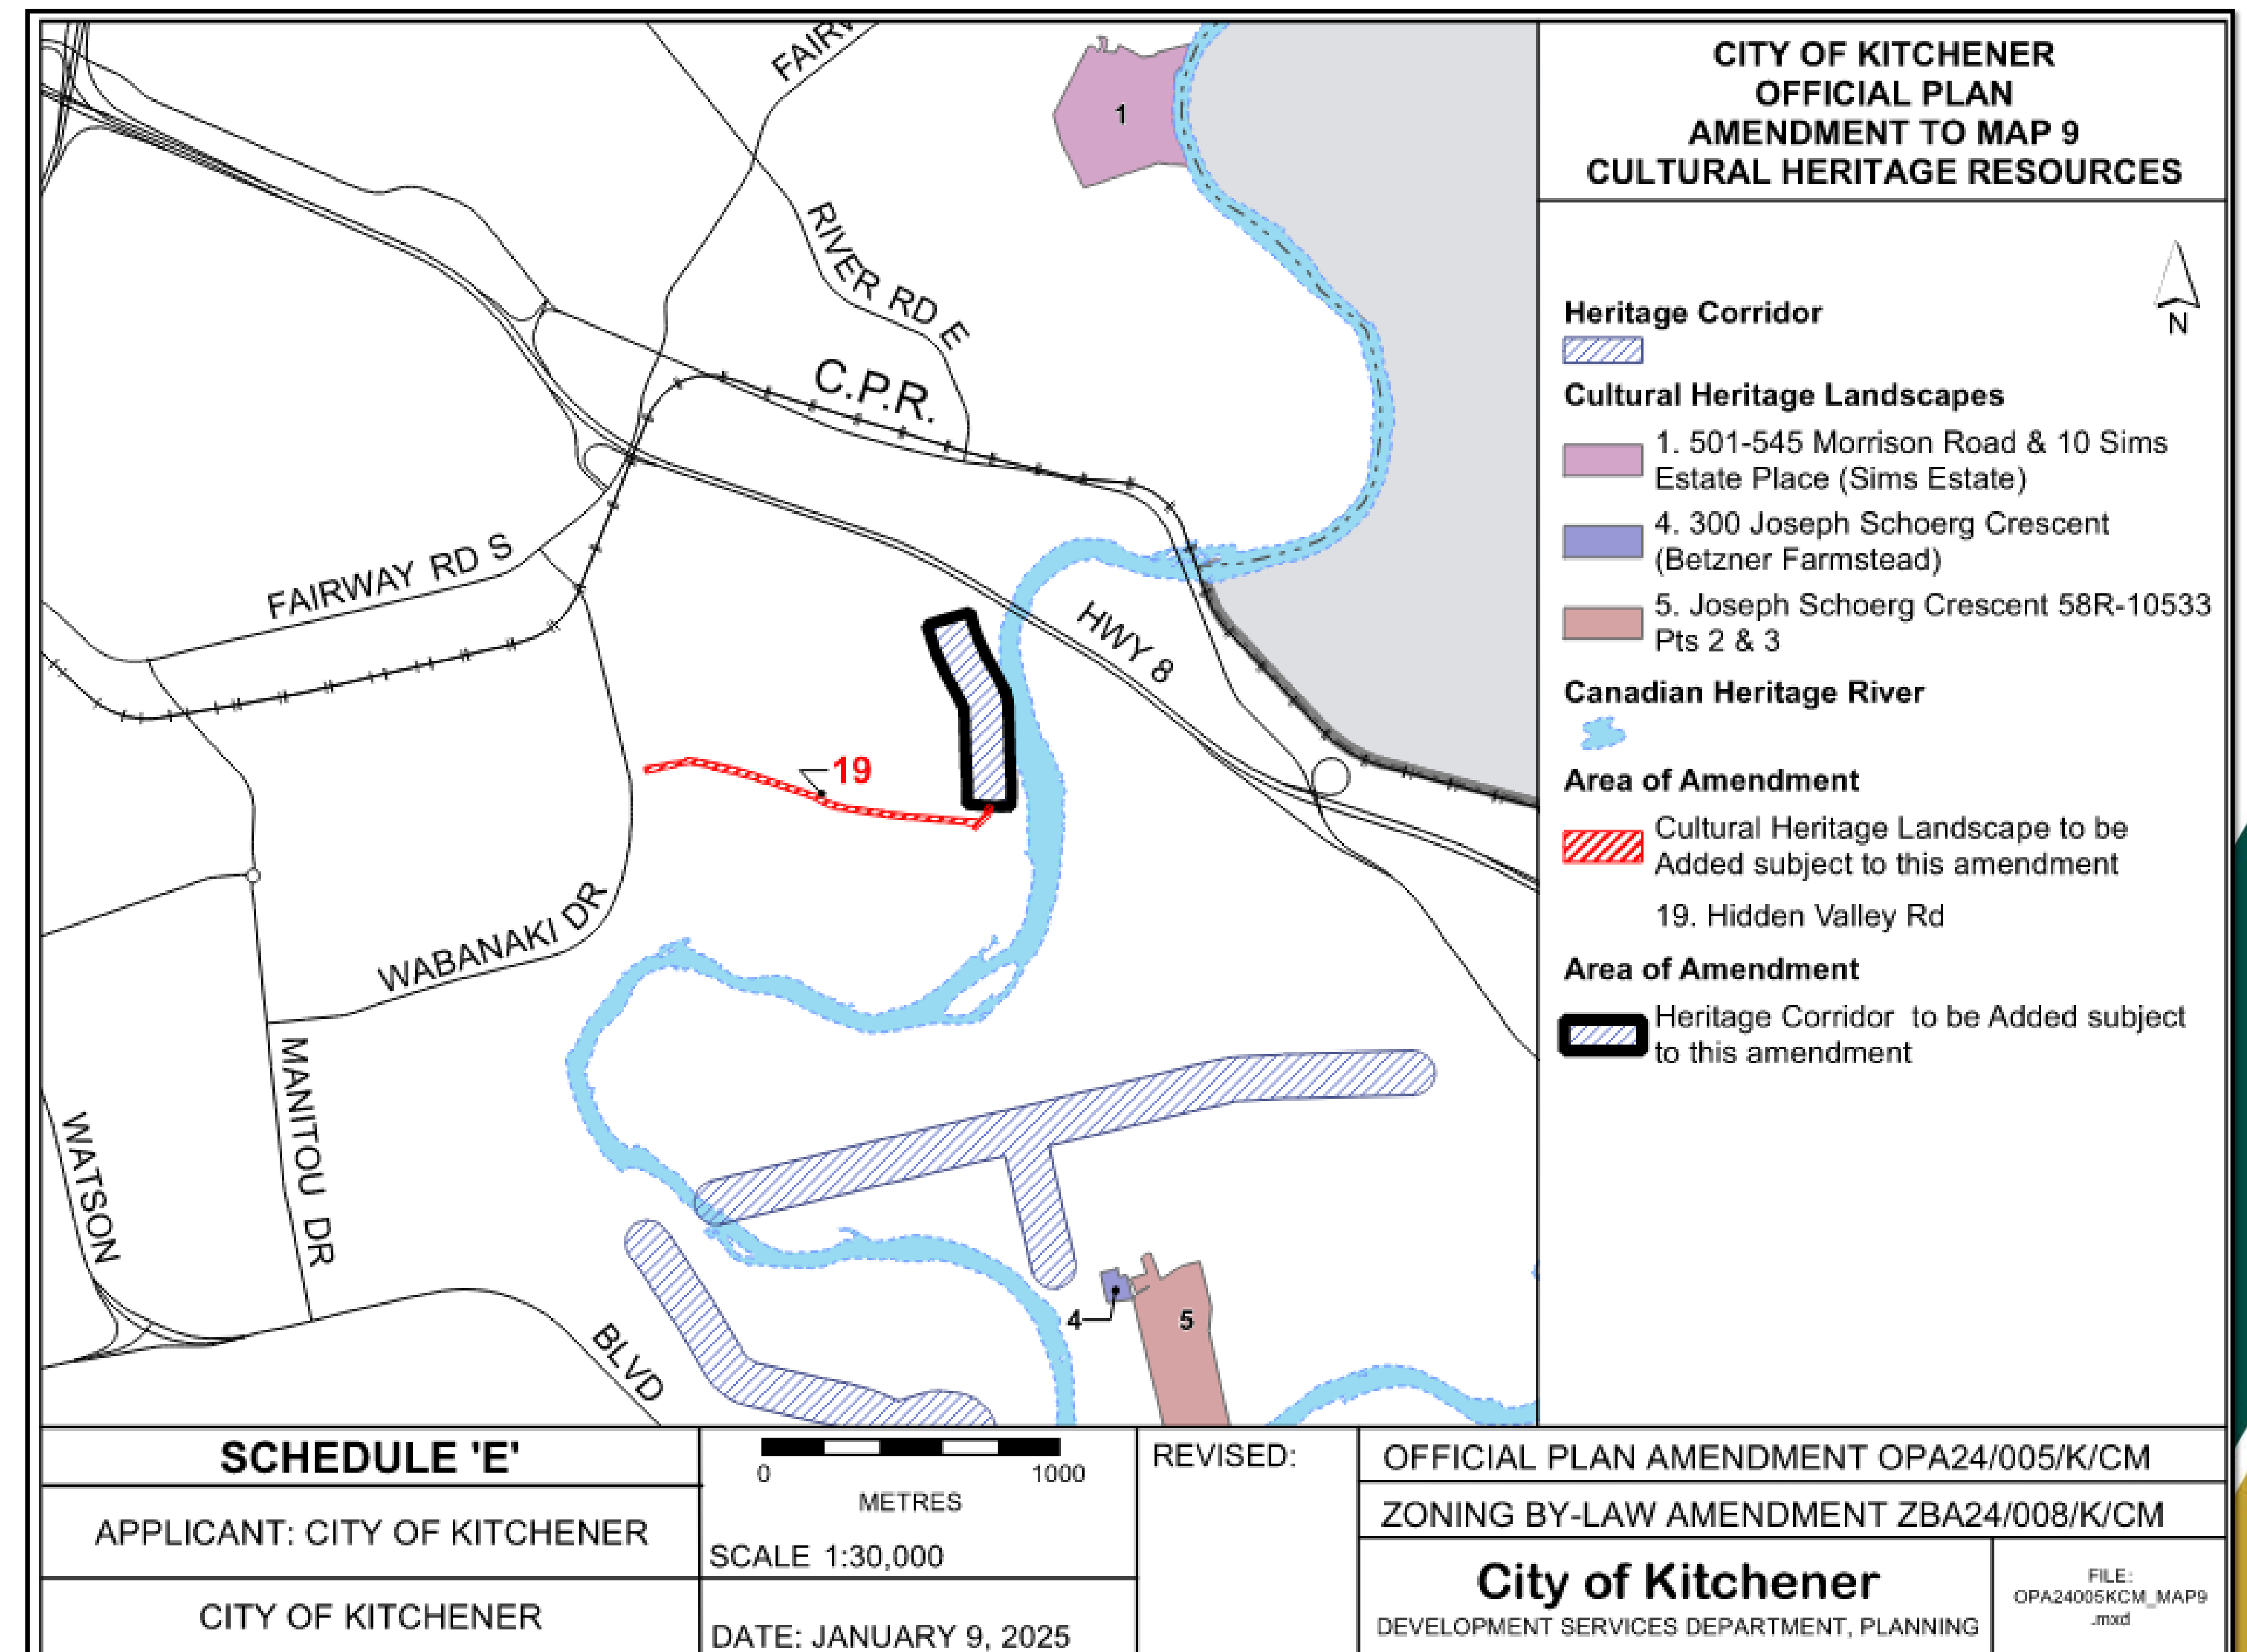 CITY OF KITCHENER
OFFICIAL PLAN
AMENDMENT TO MAP 9
CULTURAL HERITAGE RESOURCES
N
Heritage Corridor
Cultural Heritage Landscapes
1. 501-545 Morrison Road & 10 Sims
Estate Place (Sims Estate)
4. 300 Joseph Schoerg Crescent
(Betzner Farmstead)
5. Joseph Schoerg Crescent 58R-10533
Pts 2 & 3
Canadian Heritage River
Area of Amendment
Cultural Heritage Landscape to be
Added subject to this amendment
19. Hidden Valley Rd
Area of Amendment
Heritage Corridor to be Added subject
to this amendment
1
RIVER RD E
C.P.R.
FAIRWAY RD S
HWY 8
19
WABANAKI DR
MANITOU DR
WATSON
BLVD
4
5
SCHEDULE 'E'
APPLICANT: CITY OF KITCHENER
CITY OF KITCHENER
0 1000
METRES
SCALE 1:30,000
DATE: JANUARY 9, 2025
REVISED:
OFFICIAL PLAN AMENDMENT OPA24/005/K/CM
ZONING BY-LAW AMENDMENT ZBA24/008/K/CM
City of Kitchener
DEVELOPMENT SERVICES DEPARTMENT, PLANNING
FILE:
OPA24005KCM_MAP9
.mxd